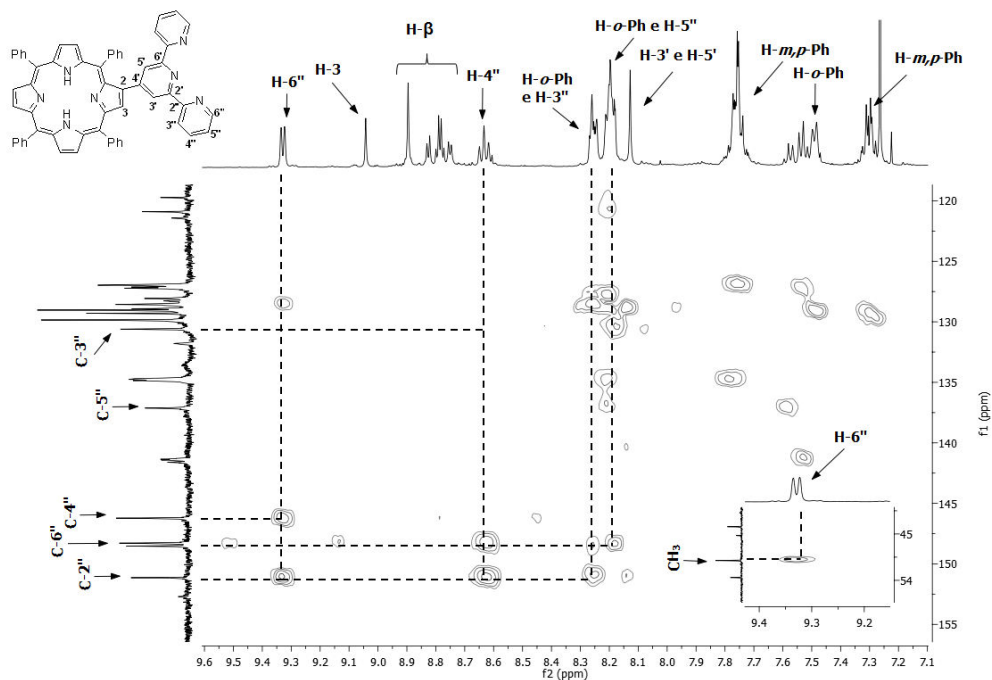 Ph
Ph
Ph
Ph
NH
N
N
HN
2
3
4'
5'
6'
3'
2'
N
N
N
2"
3"
4"
5"
6"
H-6"
H-3
H-β
H-4"
H-o-Ph
e H-3"
H-o-Ph e H-5"
H-3' e H-5'
H-m,p-Ph
H-o-Ph
H-m,p-Ph
C-3"
C-5"
C-4"
C-6"
C-2"
120
125
130
135
140
145
150
155
f1 (ppm)
H-6"
CH3
45
54
9.4 9.3 9.2
9.6 9.5 9.4 9.3 9.2 9.1 9.0 8.9 8.8 8.7 8.6 8.5 8.4 8.3 8.2 8.1 8.0 7.9 7.8 7.7 7.6 7.5 7.4 7.3 7.2 7.1
f2 (ppm)